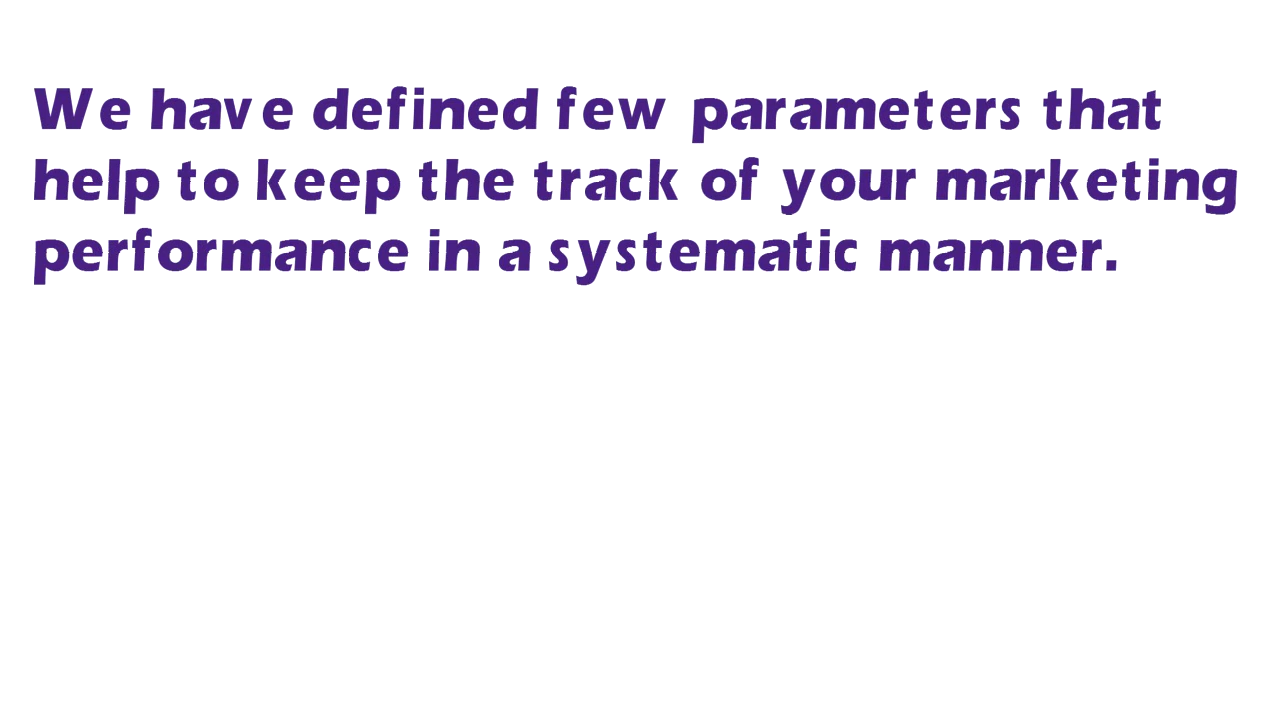 We have defined few parameters that
help to keep the track of your marketing
performance in a systematic manner.